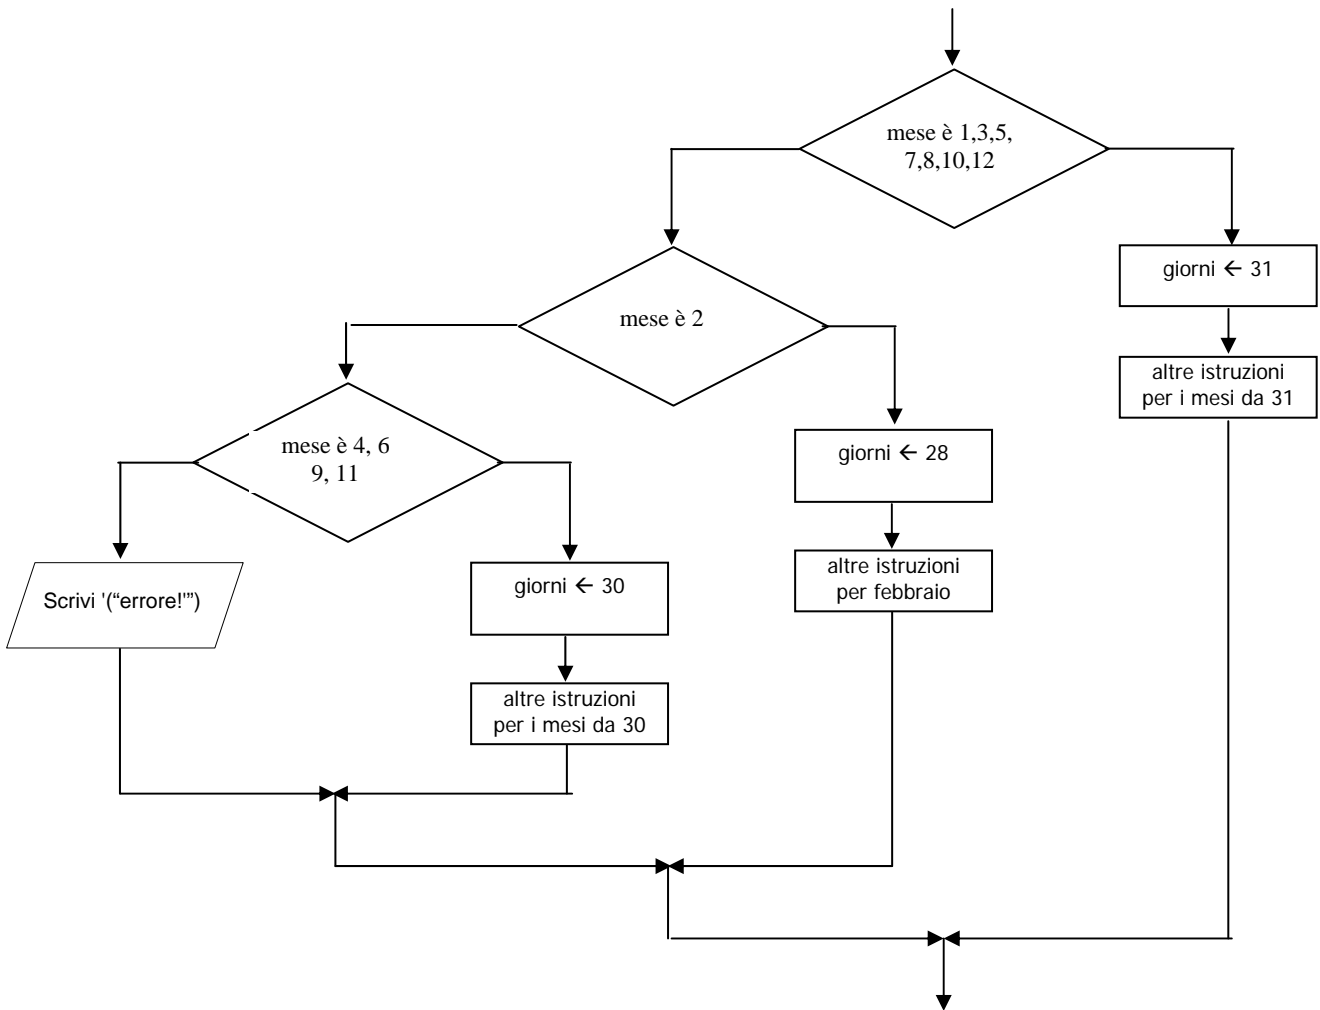 mese è 1,3,5,
7,8,10,12
giorni ← 31
mese è 2
altre istruzioni
per i mesi da 31
mese è 4, 6
9, 11
giorni ← 28
altre istruzioni
per febbraio
giorni ← 30
Scrivi '(“errore!'”)
altre istruzioni
per i mesi da 30